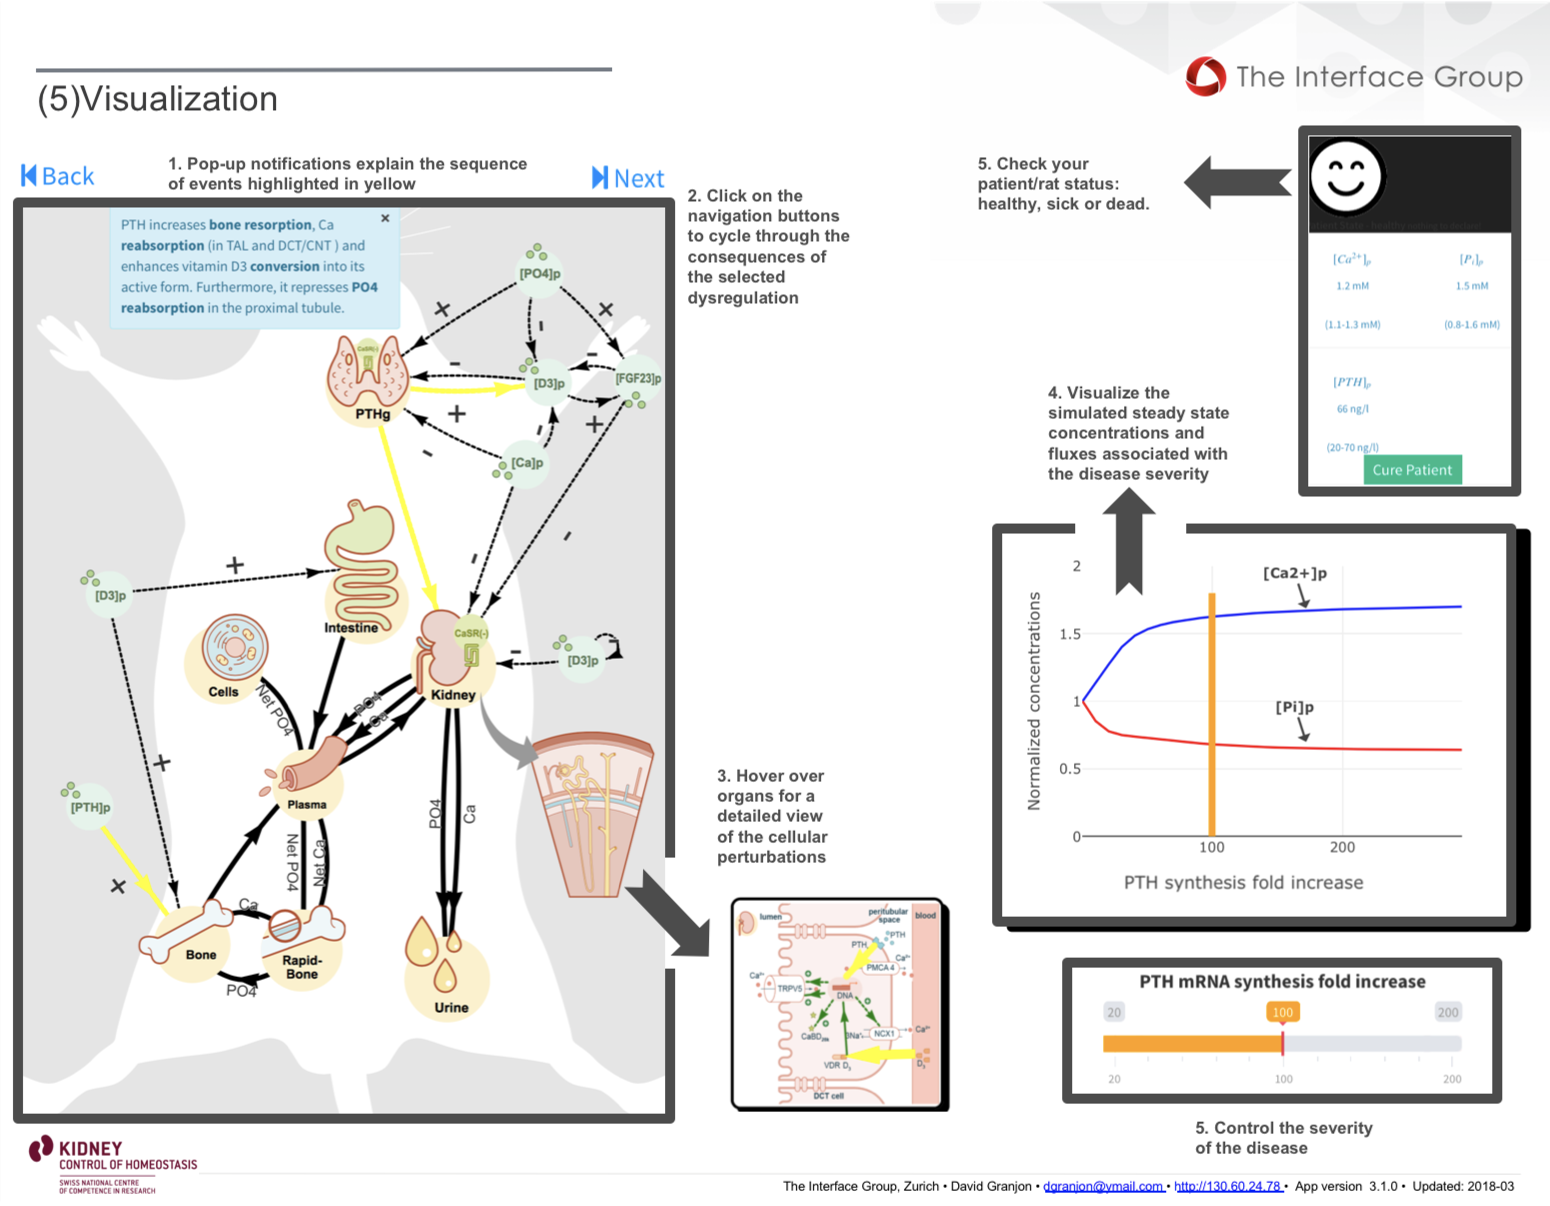 The Interface Group
(5)Visualization
Back
1. Pop-up notifications explain the sequence
of events highlighted in yellow
Next
PTH increases bone resorption, Ca
reabsorption (in TAL and DCT/CNT ) and
enhances vitamin D3 conversion into its
active form. Furthermore, it represses PO4
reabsorption in the proximal tubule.
×
2. Click on the
navigation buttons
to cycle through the
consequences of
the selected
dysregulation
[PO4]p
×
×
-
CaSR(-)
PTHg
-
[D3]p
-
[FGF23]p
+
+
-
-
[Ca]p
-
-
[D3]p
+
Intestine
Cells
Net PO4
CaSR(-)
Kidney
-
[D3]p
-
PO4
Ca
+
[PTH]p
×
Plasma
Net PO4
Net Ca
PO4
Ca
Ca
Bone
Rapid-
Bone
PO4
Urine
3. Hover over
organs for a
detailed view
of the cellular
perturbations
lumen
peritubular
space
blood
PTH
PTH
Ca²⁺
PMCA 4
Ca²⁺
TRPV5
DNA
CaBD28k
3Na⁺
NCX1
Ca²⁺
VDR D3
D3
DCT cell
5. Check your
patient/rat status:
healthy, sick or dead.
[Ca²⁺]p
[Pi]p
1.2 mM
1.5 mM
(1.1-1.3 mM)
(0.8-1.6 mM)
[PTH]p
66 ng/l
(20-70 ng/l)
Cure Patient
4. Visualize the
simulated steady state
concentrations and
fluxes associated with
the disease severity
Normalized concentrations
2
1.5
1
0.5
0
[Ca2+]p
[Pi]p
100
200
PTH synthesis fold increase
PTH mRNA synthesis fold increase
20
100
200
20
100
200
5. Control the severity
of the disease
KIDNEY
CONTROL OF HOMEOSTASIS
SWISS NATIONAL CENTRE
OF COMPETENCE IN RESEARCH
The Interface Group, Zurich • David Granjon • dgranjon@ymail.com • http://130.60.24.78 • App version 3.1.0 • Updated: 2018-03